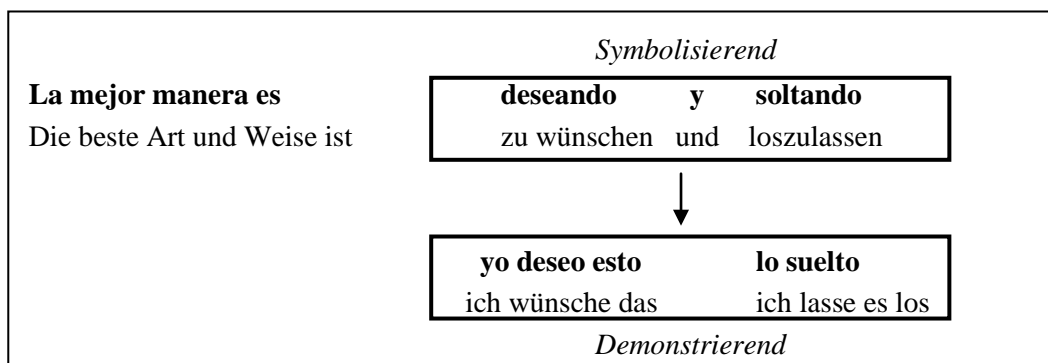 Symbolisierend
La mejor manera es deseando y soltando
Die beste Art und Weise ist zu wünschen und loszulassen
yo deseo esto lo suelto
ich wünsche das ich lasse es los
Demonstrierend